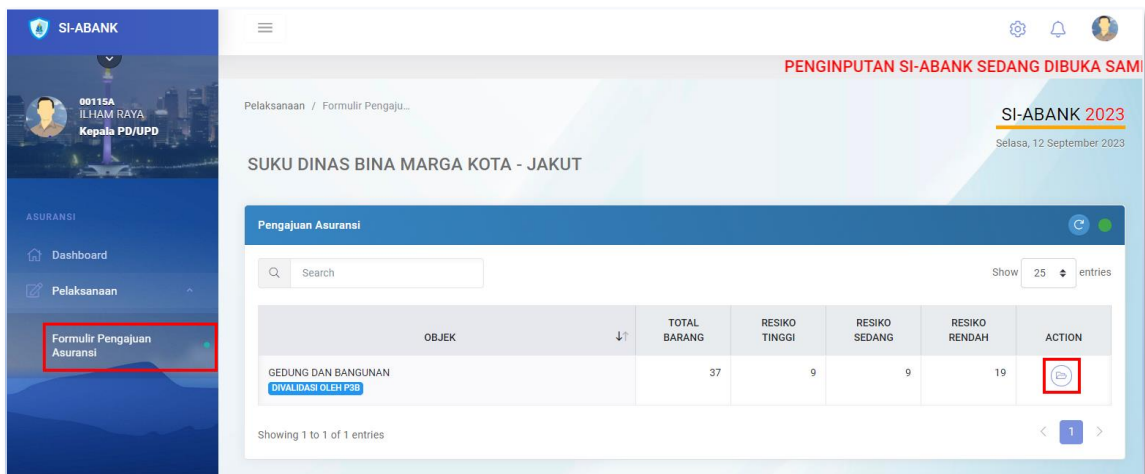 SI-ABANK
PENGINPUTAN SI-ABANK SEDANG DIBUKA SAM
00115A
ILHAM RAYA
Kepala PD/UPD
Pelaksanaan / Formulir Pengaju...
SI-ABANK 2023
Selasa, 12 September 2023
SUKU DINAS BINA MARGA KOTA - JAKUT
ASURANSI
Dashboard
Pelaksanaan
Formulir Pengajuan
Asuransi
Pengajuan Asuransi
Search
Show 25 entries
OBJEK TOTAL BARANG RESIKO TINGGI RESIKO SEDANG RESIKO RENDAH ACTION
GEDUNG DAN BANGUNAN 37 9 9 19
DIVALIDASI OLEH P3B
Showing 1 to 1 of 1 entries
< 1 >